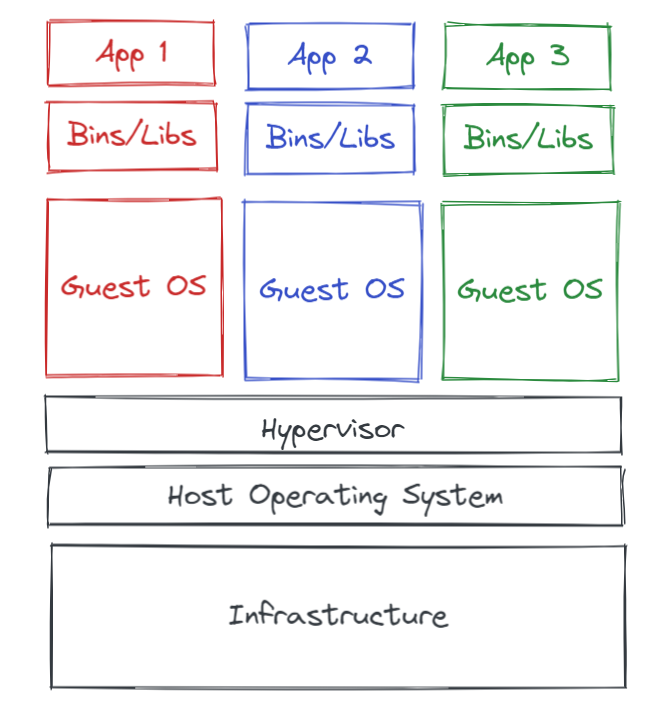 App 1
App 2
App 3
Bins/Libs
Bins/Libs
Bins/Libs
Guest OS
Guest OS
Guest OS
Hypervisor
Host Operating System
Infrastructure